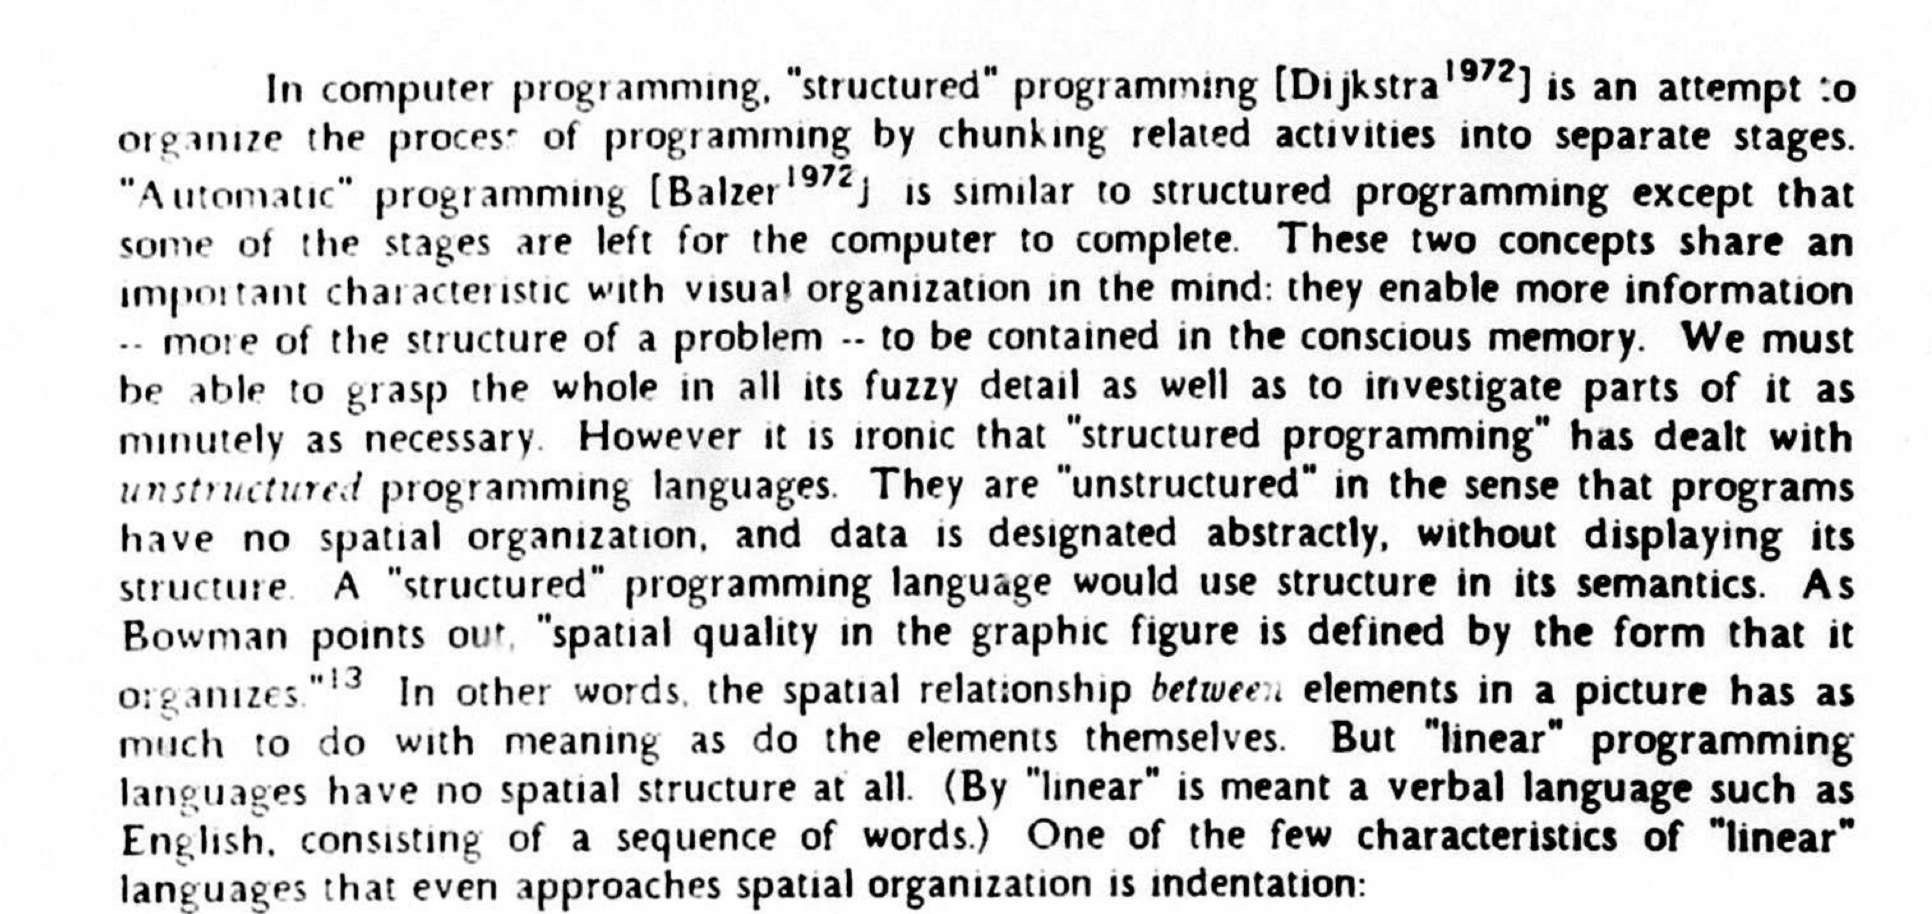 In computer programming, "structured" programming [Dijkstra1972] is an attempt to
organize the process of programming by chunking related activities into separate stages.
"Automatic" programming [Balzer1972] is similar to structured programming except that
some of the stages are left for the computer to complete. These two concepts share an
important characteristic with visual organization in the mind: they enable more information
-- more of the structure of a problem -- to be contained in the conscious memory. We must
be able to grasp the whole in all its fuzzy detail as well as to investigate parts of it as
minutely as necessary. However it is ironic that "structured programming" has dealt with
unstructured programming languages. They are "unstructured" in the sense that programs
have no spatial organization, and data is designated abstractly, without displaying its
structure. A "structured" programming language would use structure in its semantics. As
Bowman points out, "spatial quality in the graphic figure is defined by the form that it
organizes."13 In other words, the spatial relationship between elements in a picture has as
much to do with meaning as do the elements themselves. But "linear" programming
languages have no spatial structure at all. (By "linear" is meant a verbal language such as
English, consisting of a sequence of words.) One of the few characteristics of "linear"
languages that even approaches spatial organization is indentation: